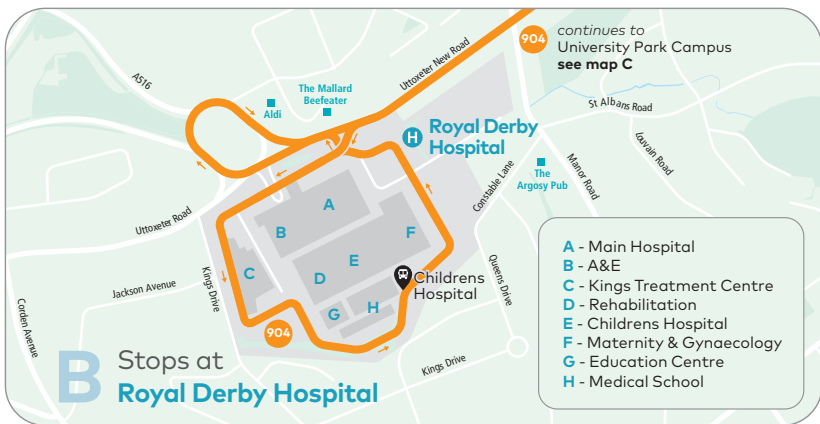 904
continues to
University Park Campus
see map C
A516
Uttoxeter New Road
The Mallard
Beefeater
Aldi
St Albans Road
H
Royal Derby
Hospital
Louvain Road
Constable Lane
Manor Road
The
Argosy Pub
Uttoxeter Road
A
B
F
E
C
D
Childrens
Hospital
Jackson Avenue
Kings Drive
Queens Drive
H
G
Corden Avenue
904
Kings Drive
B
Stops at
Royal Derby Hospital
A - Main Hospital
B - A&E
C - Kings Treatment Centre
D - Rehabilitation
E - Childrens Hospital
F - Maternity & Gynaecology
G - Education Centre
H - Medical School